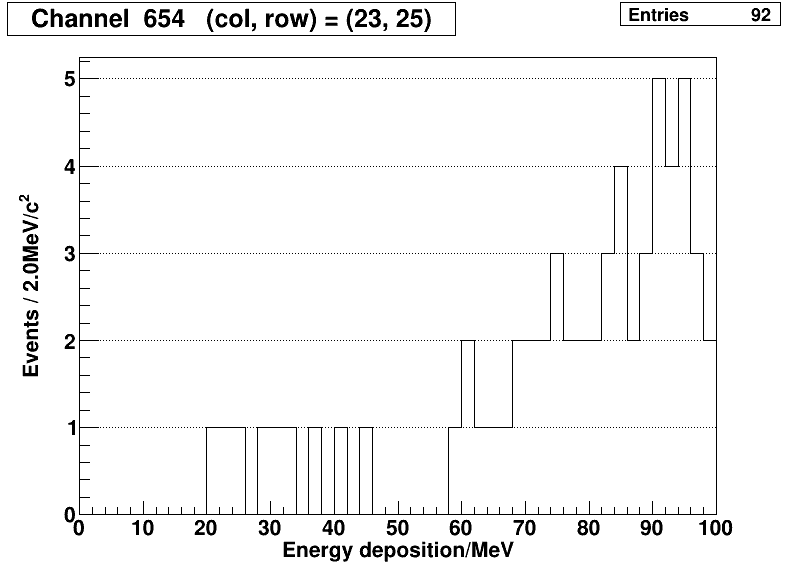 Channel 654 (col, row) = (23, 25)
Entries 92
Events / 2.0MeV/c²
5
4
3
2
1
0
0 10 20 30 40 50 60 70 80 90 100
Energy deposition/MeV